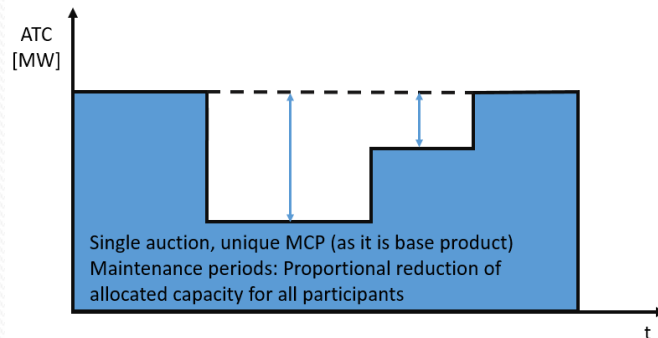 ATC
[MW]
Single auction, unique MCP (as it is base product)
Maintenance periods: Proportional reduction of
allocated capacity for all participants
t